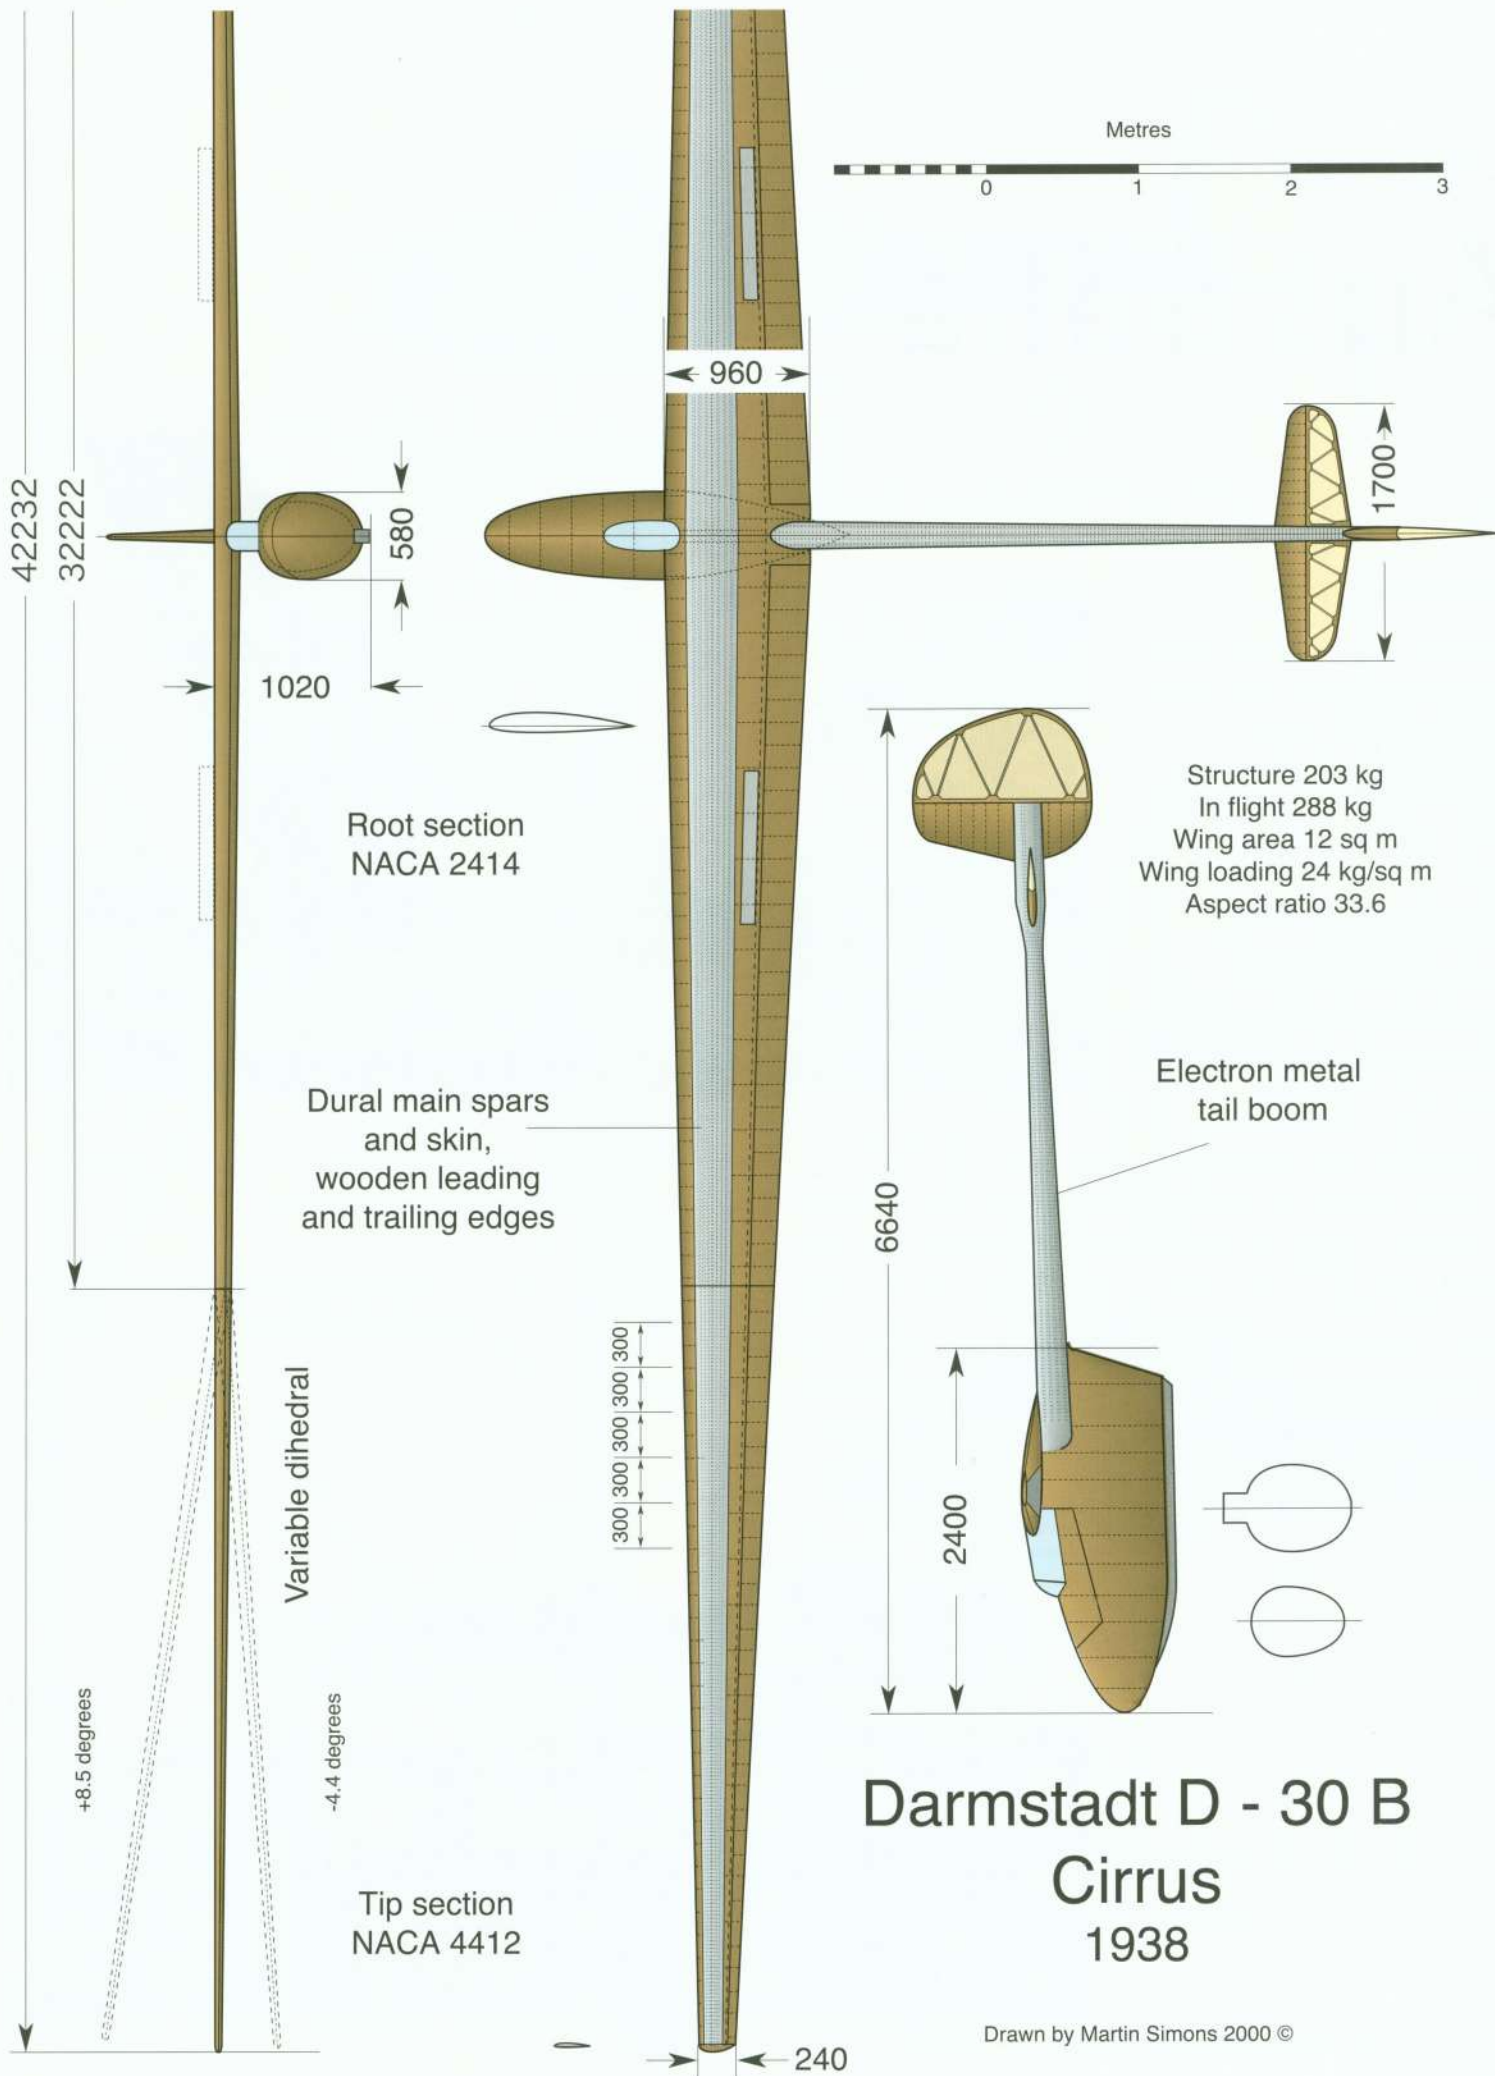 Metres
0 1 2 3
960
42232
32222
580
1700
1020
Root section
NACA 2414
Structure 203 kg
In flight 288 kg
Wing area 12 sq m
Wing loading 24 kg/sq m
Aspect ratio 33.6
Dural main spars
and skin,
wooden leading
and trailing edges
Electron metal
tail boom
6640
300
300
300
300
300
Variable dihedral
2400
+8.5 degrees
-4.4 degrees
Tip section
NACA 4412
Darmstadt D - 30 B
Cirrus
1938
Drawn by Martin Simons 2000 ©
240